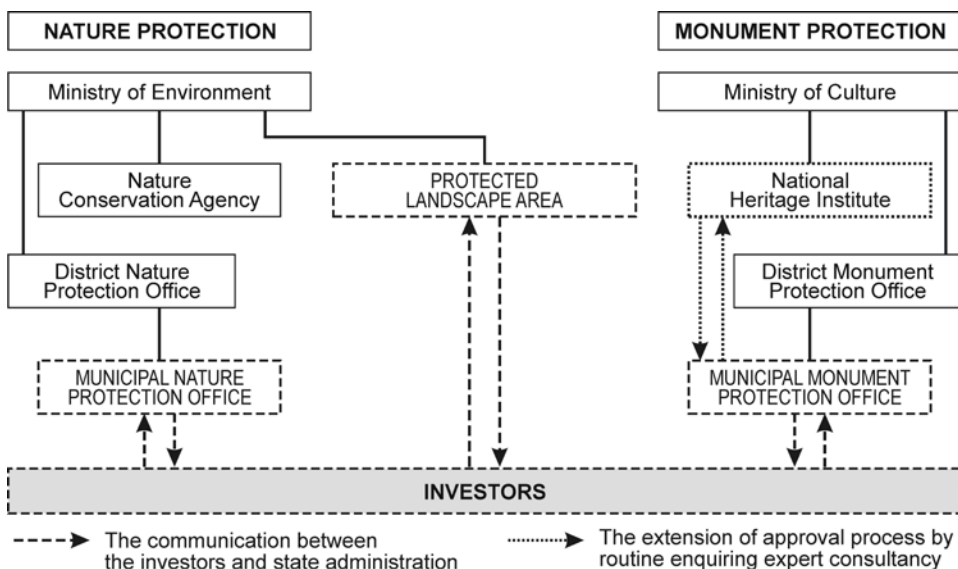 NATURE PROTECTION
MONUMENT PROTECTION
Ministry of Environment
Ministry of Culture
Nature
Conservation Agency
PROTECTED
LANDSCAPE AREA
National
Heritage Institute
District Nature
Protection Office
District Monument
Protection Office
MUNICIPAL NATURE
PROTECTION OFFICE
MUNICIPAL MONUMENT
PROTECTION OFFICE
INVESTORS
The communication between
the investors and state administration
The extension of approval process by
routine enquiring expert consultancy